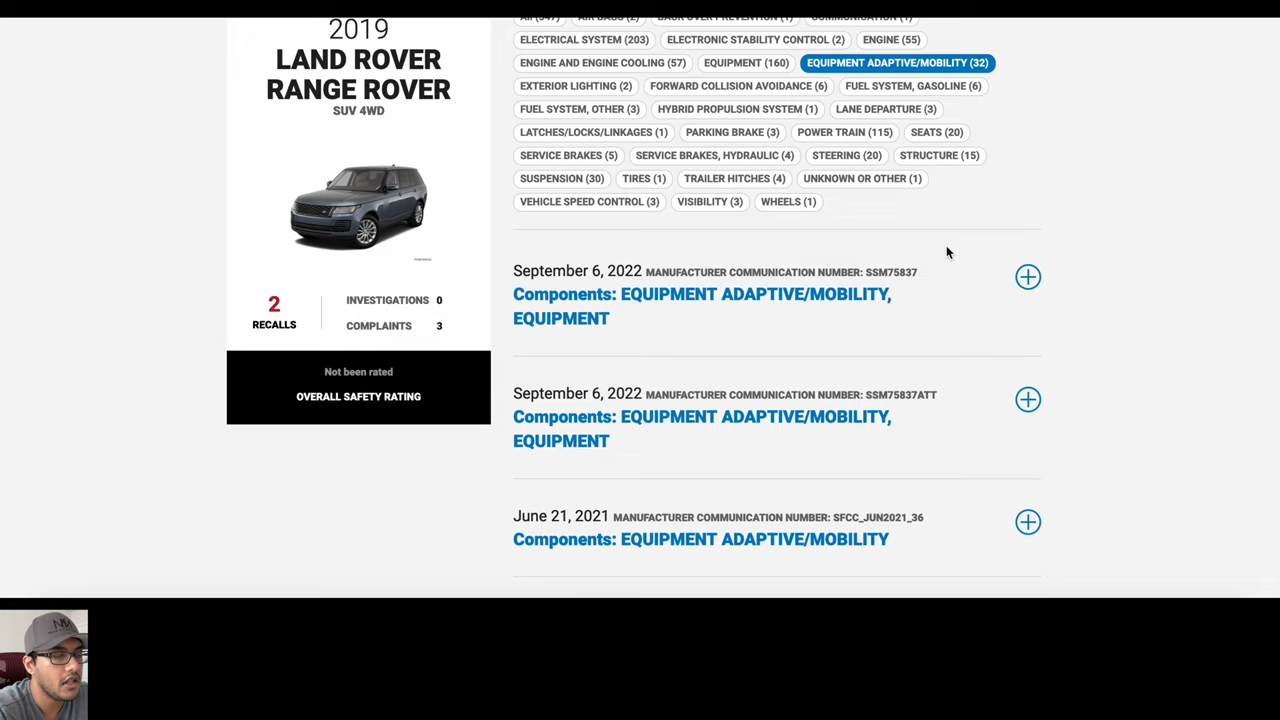 2019
LAND ROVER
RANGE ROVER
SUV 4WD
2
RECALLS
INVESTIGATIONS 0
COMPLAINTS 3
Not been rated
OVERALL SAFETY RATING
All (547) AIR BAGS (2) BACK OVER PREVENTION (1) COMMUNICATION (1)
ELECTRICAL SYSTEM (203) ELECTRONIC STABILITY CONTROL (2) ENGINE (55)
ENGINE AND ENGINE COOLING (57) EQUIPMENT (160) EQUIPMENT ADAPTIVE/MOBILITY (32)
EXTERIOR LIGHTING (2) FORWARD COLLISION AVOIDANCE (6) FUEL SYSTEM, GASOLINE (6)
FUEL SYSTEM, OTHER (3) HYBRID PROPULSION SYSTEM (1) LANE DEPARTURE (3)
LATCHES/LOCKS/LINKAGES (1) PARKING BRAKE (3) POWER TRAIN (115) SEATS (20)
SERVICE BRAKES (5) SERVICE BRAKES, HYDRAULIC (4) STEERING (20) STRUCTURE (15)
SUSPENSION (30) TIRES (1) TRAILER HITCHES (4) UNKNOWN OR OTHER (1)
VEHICLE SPEED CONTROL (3) VISIBILITY (3) WHEELS (1)
September 6, 2022 MANUFACTURER COMMUNICATION NUMBER: SSM75837
Components: EQUIPMENT ADAPTIVE/MOBILITY,
EQUIPMENT
September 6, 2022 MANUFACTURER COMMUNICATION NUMBER: SSM75837ATT
Components: EQUIPMENT ADAPTIVE/MOBILITY,
EQUIPMENT
June 21, 2021 MANUFACTURER COMMUNICATION NUMBER: SFCC_JUN2021_36
Components: EQUIPMENT ADAPTIVE/MOBILITY